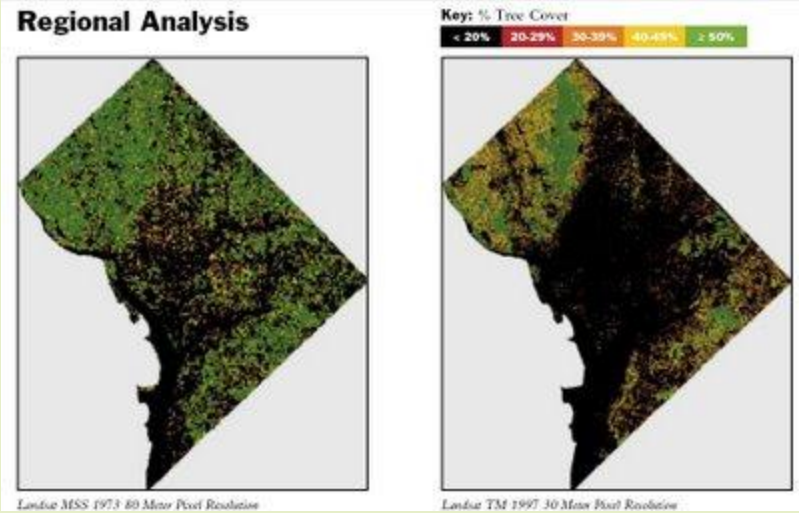 Regional Analysis
Key: % Tree Cover
< 20% 20-29% 30-39% 40-49% ≥ 50%
Landsat MSS 1973 80 Meter Pixel Resolution
Landsat TM 1997 30 Meter Pixel Resolution